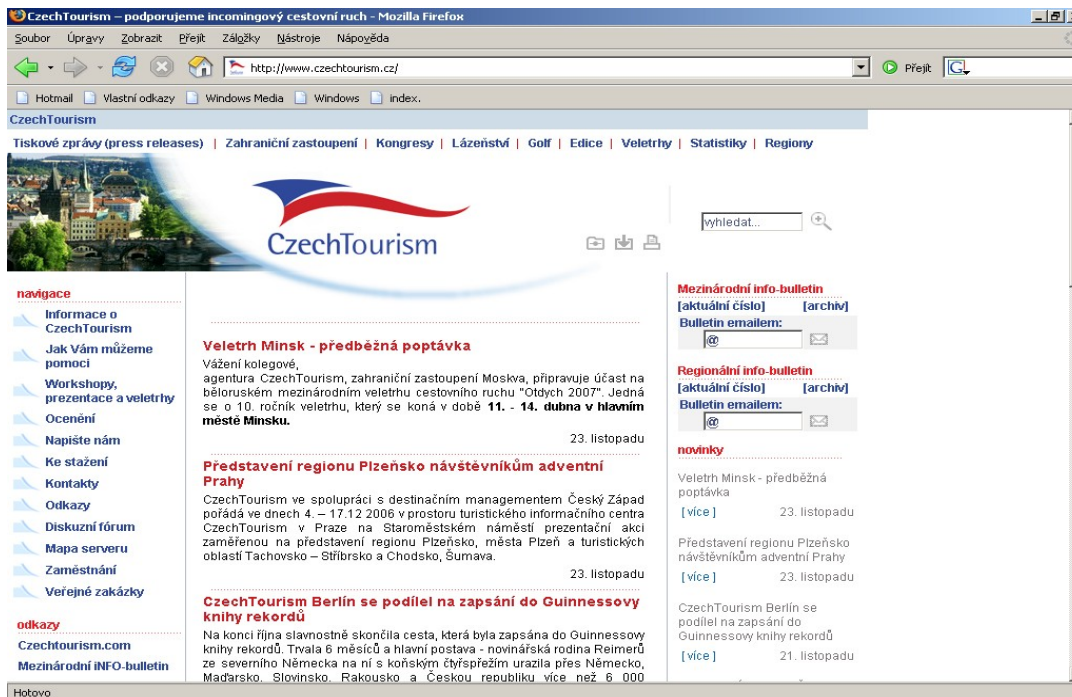 CzechTourism – podporujeme incomingový cestovní ruch - Mozilla Firefox
Soubor Úpravy Zobrazit Přejít Záložky Nástroje Nápověda
http://www.czechtourism.cz/ Přejít
Hotmail Vlastní odkazy Windows Media Windows index.
CzechTourism
Tiskové zprávy (press releases) | Zahraniční zastoupení | Kongresy | Lázeňství | Golf | Edice | Veletrhy | Statistiky | Regiony
CzechTourism
vyhledat...
navigace
Informace o
CzechTourism
Jak Vám můžeme
pomoci
Workshopy,
prezentace a veletrhy
Ocenění
Napište nám
Ke stažení
Kontakty
Odkazy
Diskuzní fórum
Mapa serveru
Zaměstnání
Veřejné zakázky
odkazy
Czechtourism.com
Mezinárodní iNFO-bulletin
Veletrh Minsk - předběžná poptávka
Vážení kolegové,
agentura CzechTourism, zahraniční zastoupení Moskva, připravuje účast na
běloruském mezinárodním veletrhu cestovního ruchu "Otdych 2007". Jedná
se o 10. ročník veletrhu, který se koná v době 11. - 14. dubna v hlavním
městě Minsku.
23. listopadu
Představení regionu Plzeňsko návštěvníkům adventní
Prahy
CzechTourism ve spolupráci s destinačním managementem Český Západ
pořádá ve dnech 4. – 17.12 2006 v prostoru turistického informačního centra
CzechTourism v Praze na Staroměstském náměstí prezentační akci
zaměřenou na představení regionu Plzeňsko, města Plzeň a turistických
oblastí Tachovsko – Stříbrsko a Chodsko, Šumava.
23. listopadu
CzechTourism Berlín se podílel na zapsání do Guinnessovy
knihy rekordů
Na konci října slavnostně skončila cesta, která byla zapsána do Guinnessovy
knihy rekordů. Trvala 6 měsíců a hlavní postava - novinářská rodina Reimerů
ze severního Německa na ní s koňským čtyřspřežím urazila přes Německo,
Maďarsko, Slovinsko, Rakousko a Českou republiku více než 6 000
Mezinárodní info-bulletin
[aktuální číslo] [archiv]
Bulletin emailem:
@
Regionální info-bulletin
[aktuální číslo] [archiv]
Bulletin emailem:
@
novinky
Veletrh Minsk - předběžná
poptávka
[ více ] 23. listopadu
Představení regionu Plzeňsko
návštěvníkům adventní Prahy
[ více ] 23. listopadu
CzechTourism Berlín se
podílel na zapsání do
Guinnessovy knihy rekordů
[ více ] 21. listopadu
Hotovo